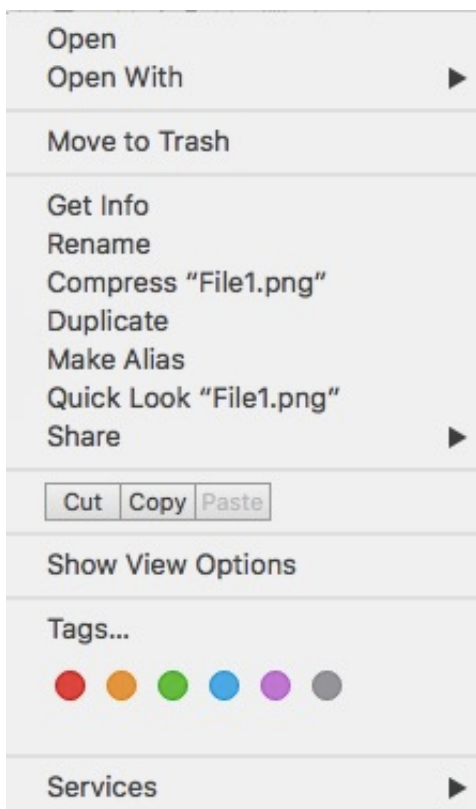 Open
Open With
Move to Trash
Get Info
Rename
Compress “File1.png”
Duplicate
Make Alias
Quick Look “File1.png”
Share
Cut Copy Paste
Show View Options
Tags...
Services